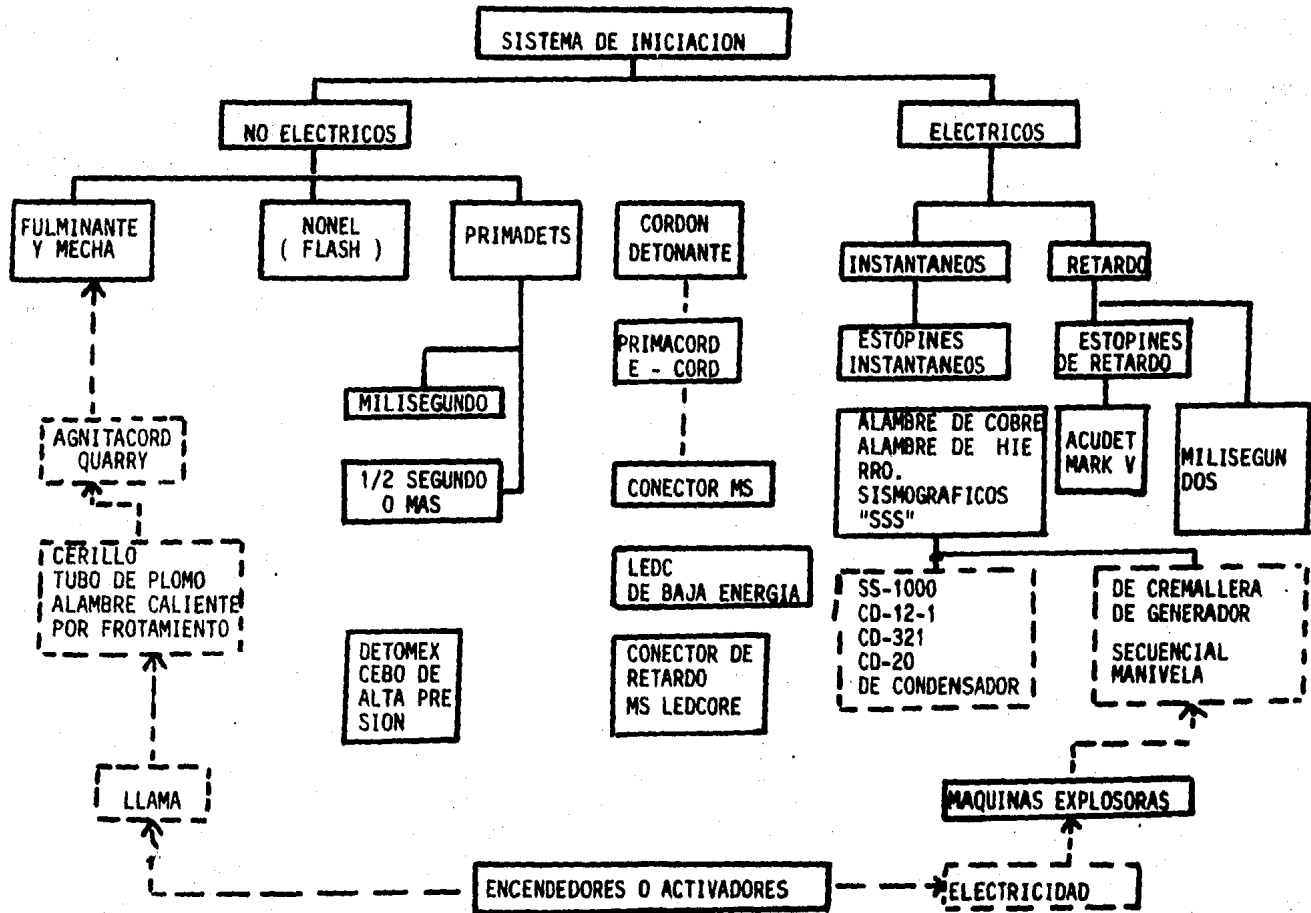 SISTEMA DE INICIACION
NO ELECTRICOS
ELECTRICOS
FULMINANTE
Y MECHA
NONEL
( FLASH )
PRIMADETS
CORDON
DETONANTE
INSTANTANEOS
RETARDO
PRIMACORD
E - CORD
ESTOPINES
INSTANTANEOS
ESTOPINES
DE RETARDO
MILISEGUNDO
AGNITACORD
QUARRY
1/2 SEGUNDO
O MAS
CONECTOR MS
ALAMBRE DE COBRE
ALAMBRE DE HIE
RRO.
SISMOGRAFICOS
"SSS"
ACUDET
MARK V
MILISEGUN
DOS
CERILLO
TUBO DE PLOMO
ALAMBRE CALIENTE
POR FROTAMIENTO
LEDC
DE BAJA ENERGIA
SS-1000
CD-12-1
CD-321
CD-20
DE CONDENSADOR
DE CREMALLERA
DE GENERADOR
SECUENCIAL
MANIVELA
DETOMEX
CEBO DE
ALTA PRE
SION
CONECTOR DE
RETARDO
MS LEDCORE
LLAMA
MAQUINAS EXPLOSORAS
ENCENDEDORES O ACTIVADORES
ELECTRICIDAD